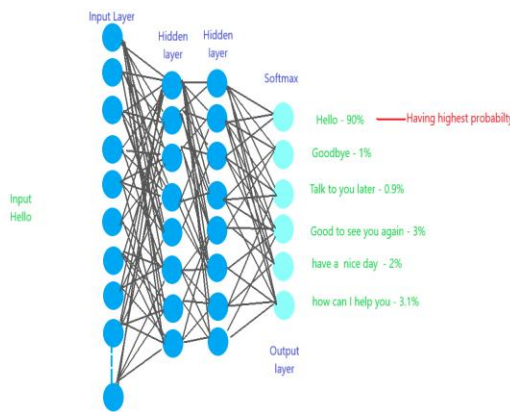 Input Layer
Hidden
layer
Hidden
layer
Softmax
Input
Hello
Hello - 90%
Having highest probabilty
Goodbye - 1%
Talk to you later - 0.9%
Good to see you again - 3%
have a nice day - 2%
how can I help you - 3.1%
Output
layer